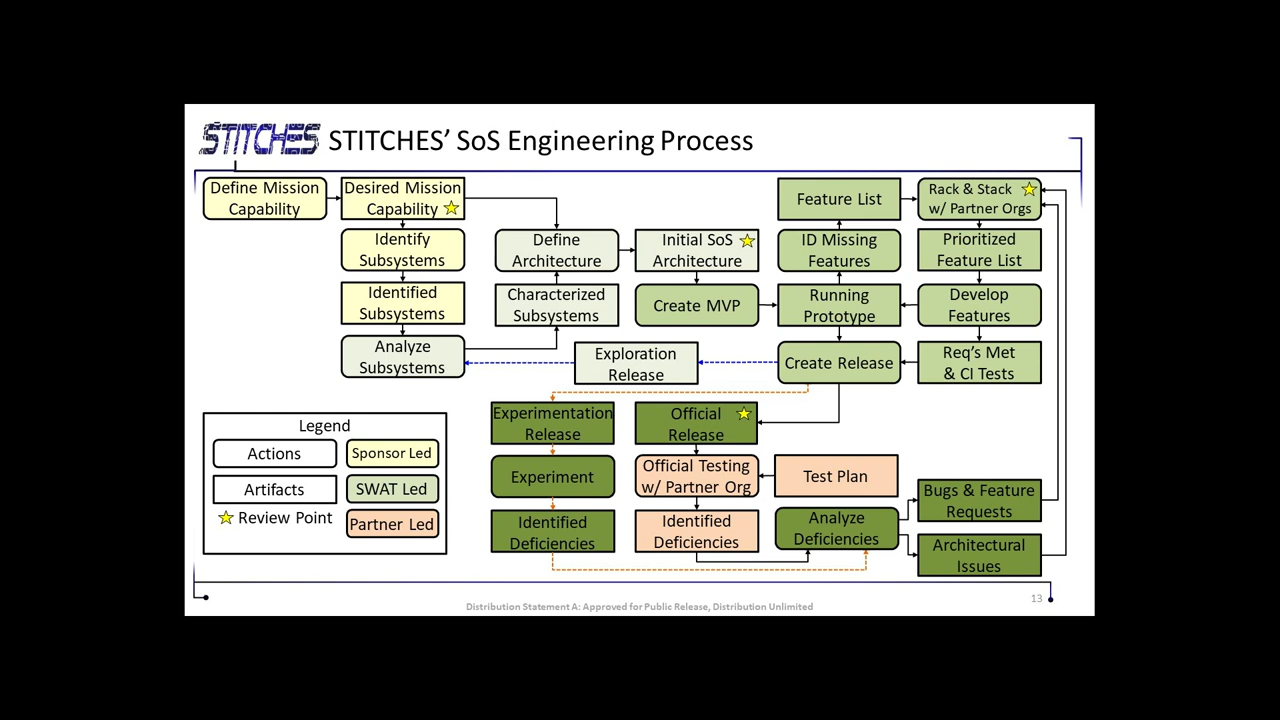 STITCHES STITCHES' SoS Engineering Process
Define Mission
Capability
Desired Mission
Capability
Identify
Subsystems
Identified
Subsystems
Analyze
Subsystems
Define
Architecture
Characterized
Subsystems
Initial SoS
Architecture
Create MVP
Exploration
Release
Feature List
ID Missing
Features
Running
Prototype
Create Release
Rack & Stack
w/ Partner Orgs
Prioritized
Feature List
Develop
Features
Req's Met
& CI Tests
Experimentation
Release
Experiment
Identified
Deficiencies
Official
Release
Official Testing
w/ Partner Org
Identified
Deficiencies
Test Plan
Analyze
Deficiencies
Bugs & Feature
Requests
Architectural
Issues
Legend
Actions
Sponsor Led
Artifacts
SWAT Led
Review Point
Partner Led
Distribution Statement A: Approved for Public Release, Distribution Unlimited
13